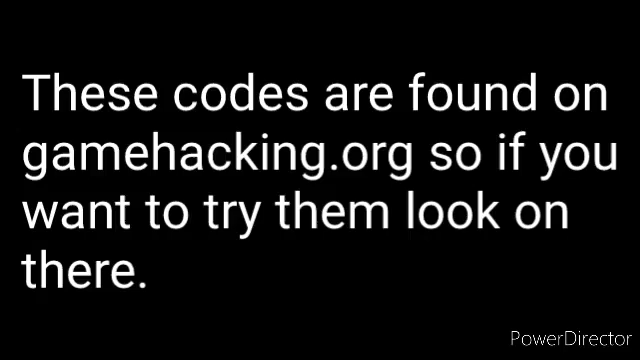 These codes are found on
gamehacking.org so if you
want to try them look on
there.
PowerDirector